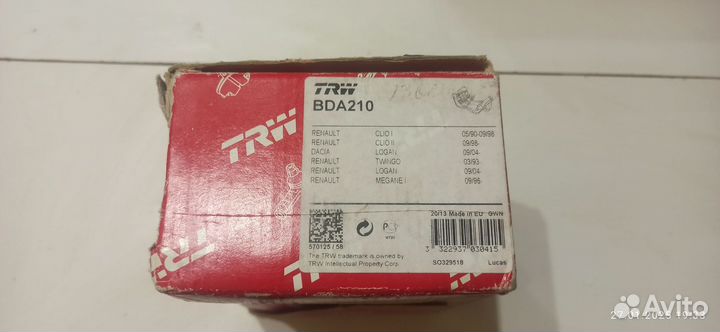 TRW
TRW
BDA210
RENAULT CLIO I 05/90-09/98
RENAULT CLIO II 09/98-
DACIA LOGAN 09/04-
RENAULT TWINGO 03/93-
RENAULT LOGAN 09/04-
RENAULT MEGANE I 09/96-
20/13 Made in EU GWN
570125 / 58
3 322937 030415
The TRW trademark is owned by
TRW Intellectual Property Corp.
SO329518 Lucas
TRW
Avito